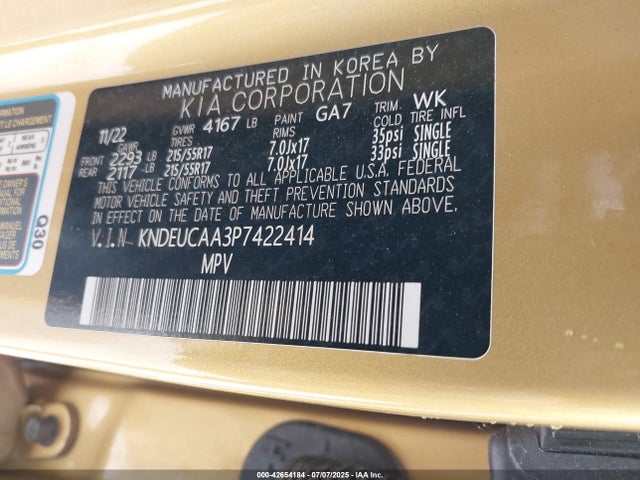 MANUFACTURED IN KOREA BY
KIA CORPORATION
11/22 GVWR 4167 LB PAINT GA7 TRIM WK
GAWR TIRES RIMS COLD TIRE INFL
FRONT 2293 LB 215/55R17 7.0Jx17 35psi SINGLE
REAR 2117 LB 215/55R17 7.0Jx17 33psi SINGLE
THIS VEHICLE CONFORMS TO ALL APPLICABLE U.S.A. FEDERAL
MOTOR VEHICLE SAFETY AND THEFT PREVENTION STANDARDS
IN EFFECT ON THE DATE OF MANUFACTURE SHOWN ABOVE.
V.I.N KNDEUCAA3P7422414
MPV
Q30
000-42654184 - 07/07/2025 - IAA Inc.